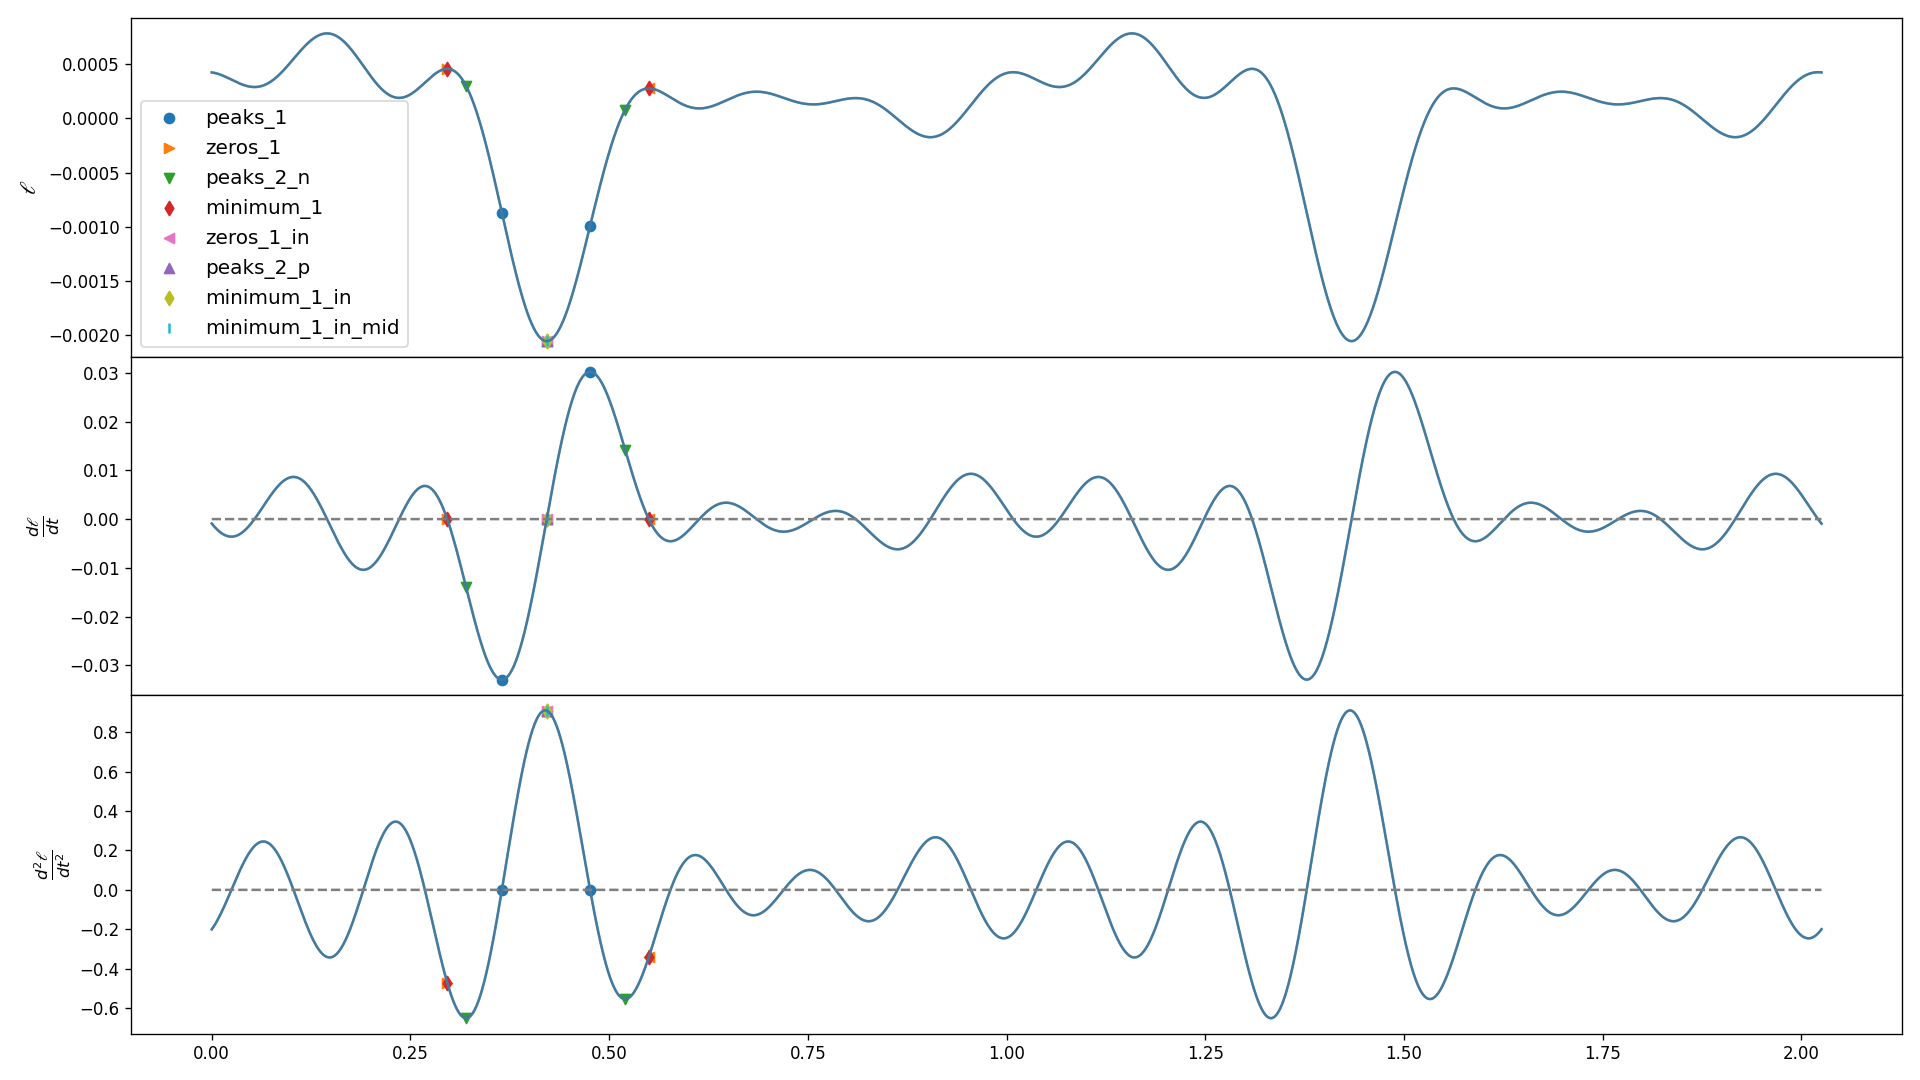 0.0005
0.0000
−0.0005
−0.0010
−0.0015
−0.0020
ℓ
peaks_1
zeros_1
peaks_2_n
minimum_1
zeros_1_in
peaks_2_p
minimum_1_in
minimum_1_in_mid
0.03
0.02
0.01
0.00
−0.01
−0.02
−0.03
dℓ
dt
0.8
0.6
0.4
0.2
0.0
−0.2
−0.4
−0.6
d²ℓ
dt²
0.00 0.25 0.50 0.75 1.00 1.25 1.50 1.75 2.00